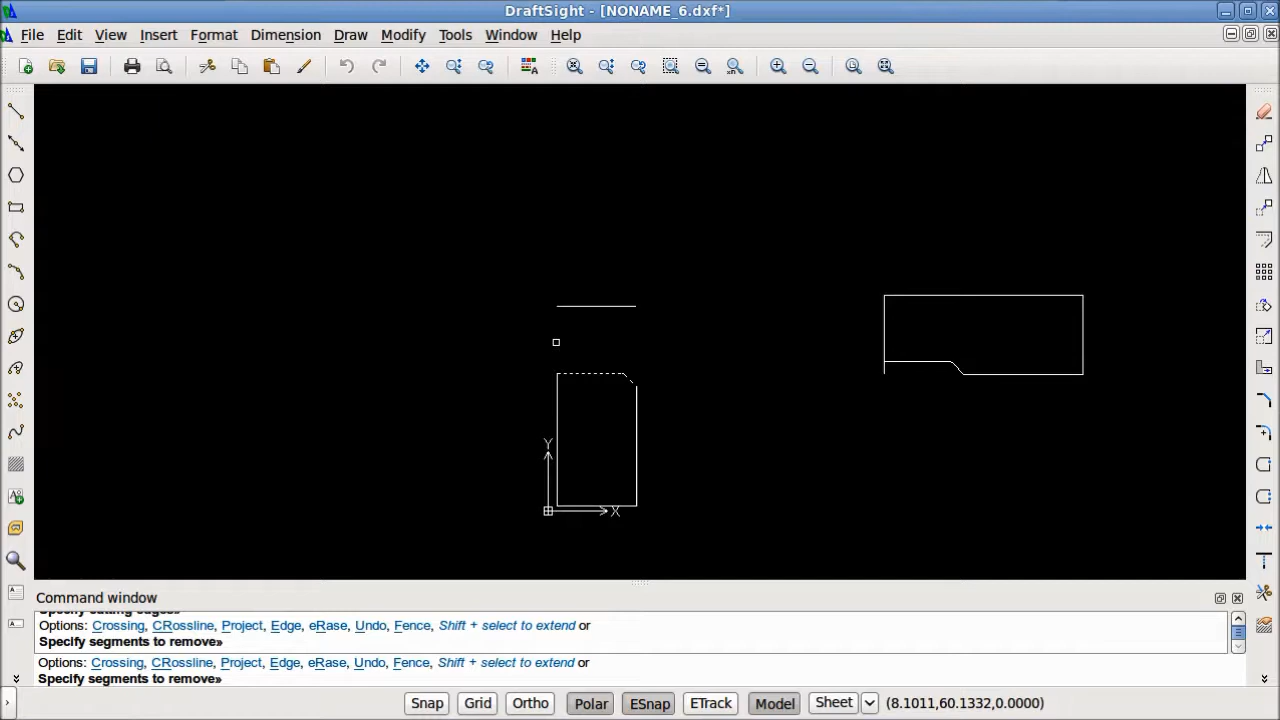 DraftSight - [NONAME_6.dxf*]
File Edit View Insert Format Dimension Draw Modify Tools Window Help
Y
X
Command window
Specify cutting edges»
Options: Crossing, CRossline, Project, Edge, eRase, Undo, Fence, Shift + select to extend or
Specify segments to remove»
Options: Crossing, CRossline, Project, Edge, eRase, Undo, Fence, Shift + select to extend or
Specify segments to remove»
Snap Grid Ortho Polar ESnap ETrack Model Sheet (8.1011,60.1332,0.0000)